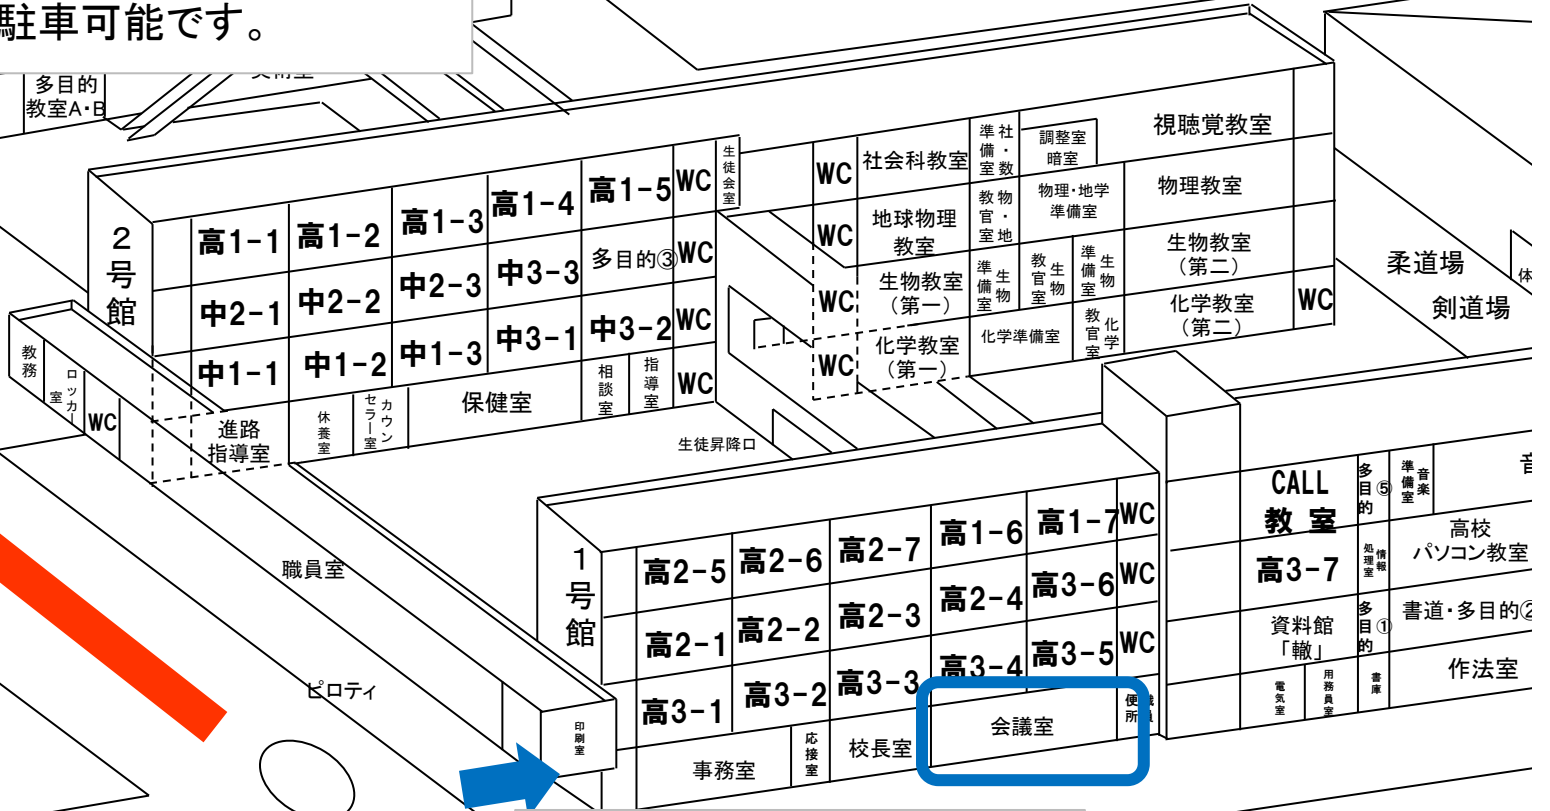 駐車可能です。
多目的
教室A・B
2号館
高1-1
高1-2
高1-3
高1-4
高1-5
WC
生徒会室
中2-1
中2-2
中2-3
中3-3
多目的③
WC
中1-1
中1-2
中1-3
中3-1
中3-2
WC
進路
指導室
休養室
カウン
セラー室
保健室
相談室
指導室
WC
WC
社会科教室
社・数
準備室
調整室
暗室
視聴覚教室
WC
地球物理
教室
物・地
教官室
物理・地学
準備室
物理教室
WC
生物教室
（第一）
生物
準備室
生物
教官室
生物
準備室
生物教室
（第二）
WC
化学教室
（第一）
化学準備室
化学
教官室
化学教室
（第二）
WC
柔道場
剣道場
体
教務
ロッカー
室
WC
生徒昇降口
職員室
ピロティ
印刷室
1号館
高2-5
高2-6
高2-7
高1-6
高1-7
WC
高2-1
高2-2
高2-3
高2-4
高3-6
WC
高3-1
高3-2
高3-3
高3-4
高3-5
WC
事務室
応接室
校長室
会議室
職員
便所
CALL
教室
多目的⑤
音楽
準備室
音
高3-7
情報
処理室
高校
パソコン教室
資料館
「轍」
多目的①
書道・多目的②
電気室
用務員室
書庫
作法室